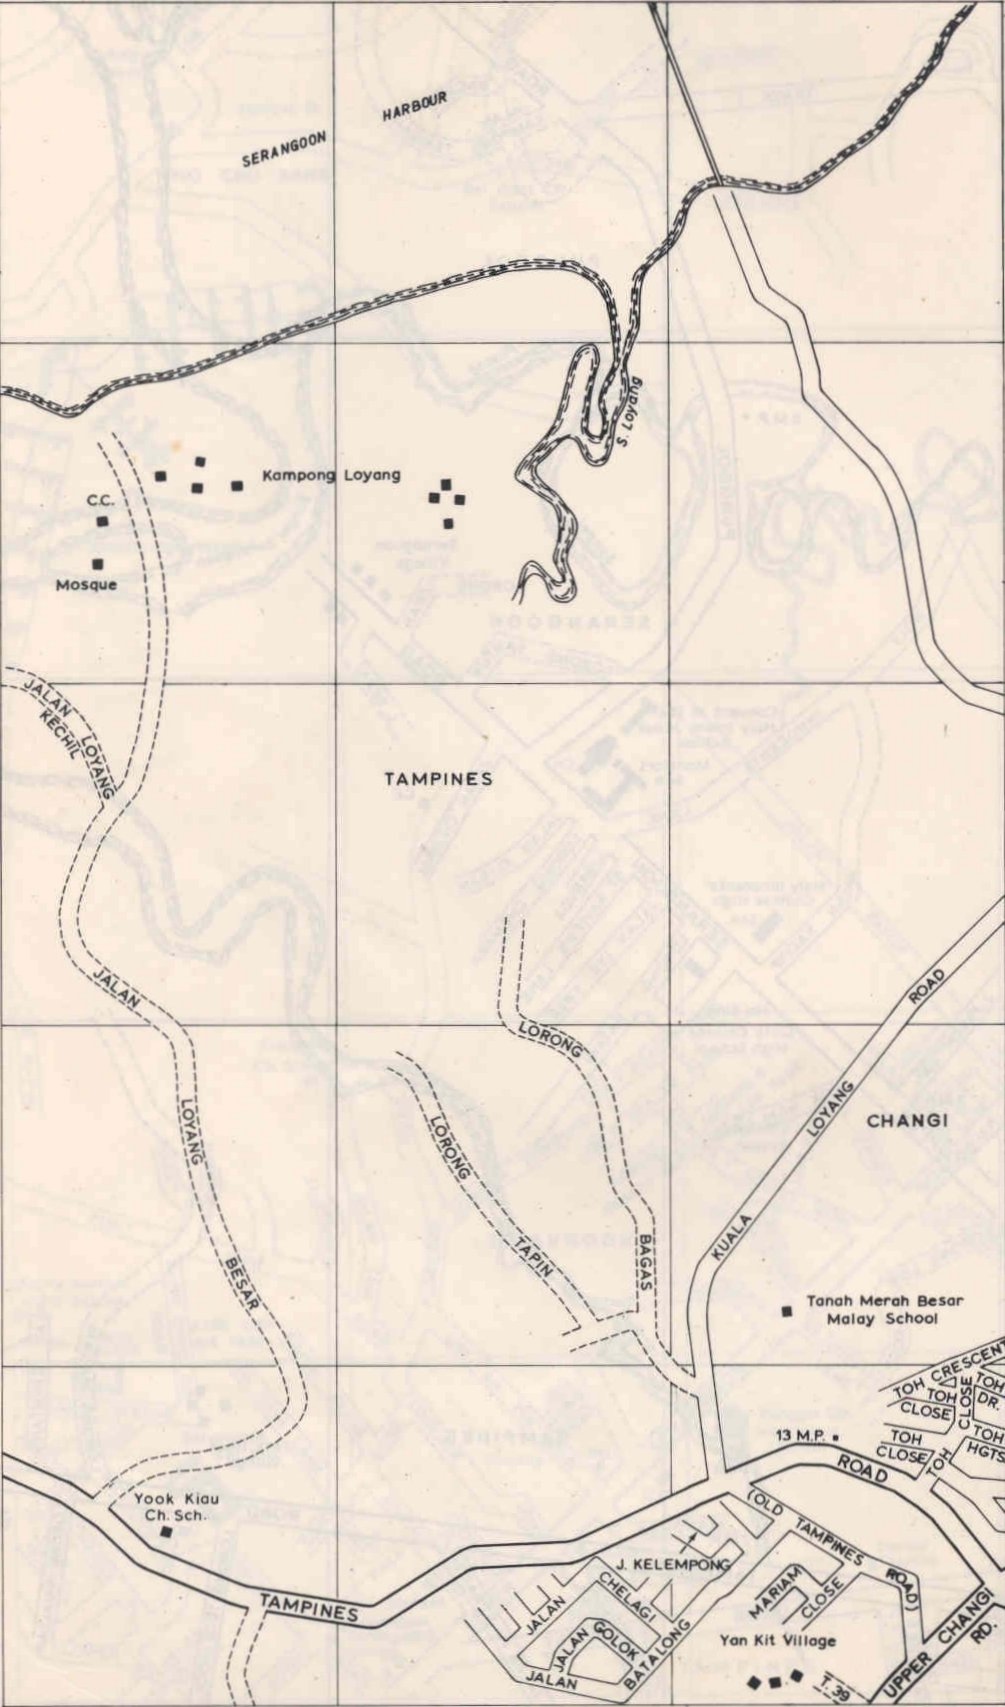 SERANGOON HARBOUR
S. Loyang
Kampong Loyang
C.C.
Mosque
JALAN LOYANG
KECHIL
TAMPINES
JALAN LOYANG BESAR
LORONG BAGAS
LORONG TAPIN
KUALA LOYANG ROAD
CHANGI
Tanah Merah Besar
Malay School
TOH CRESCENT
TOH
CLOSE
TOH
DR.
TOH
CLOSE
TOH CLOSE
TOH
HGTS
13 M.P.
Yook Kiau
Ch. Sch.
TAMPINES ROAD
(OLD TAMPINES ROAD)
J. KELEMPONG
JALAN CHELAGI
JALAN GOLOK
JALAN BATALONG
MARIAM
CLOSE
Yan Kit Village
T. 39
UPPER CHANGI
RD.